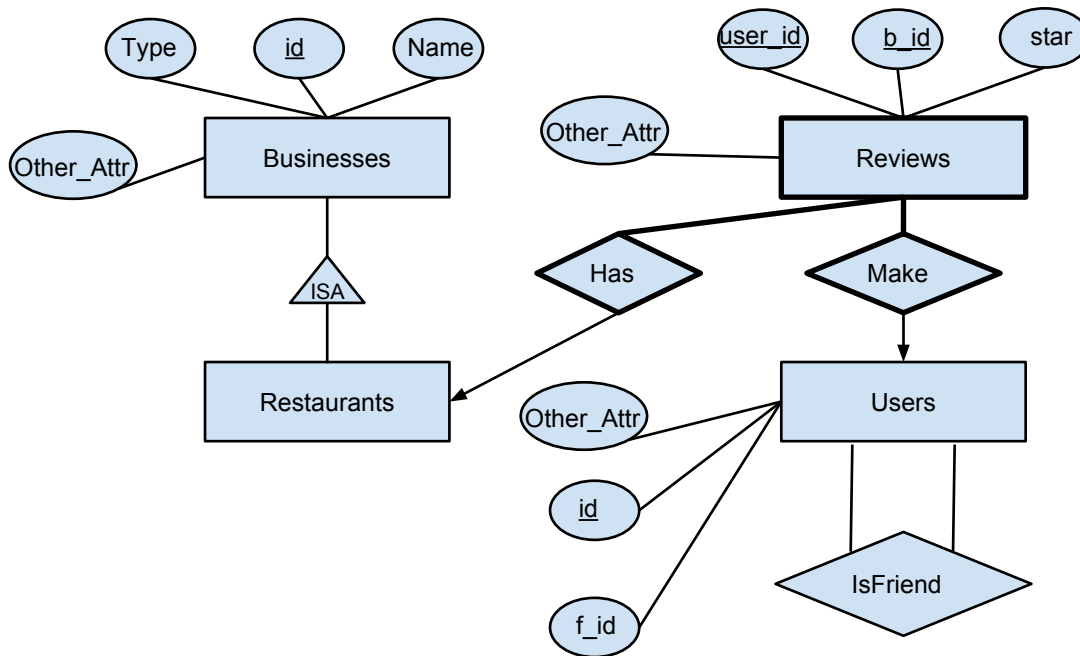 Type
id
Name
user_id
b_id
star
Other_Attr
Businesses
Other_Attr
Reviews
ISA
Has
Make
Restaurants
Other_Attr
Users
id
f_id
IsFriend